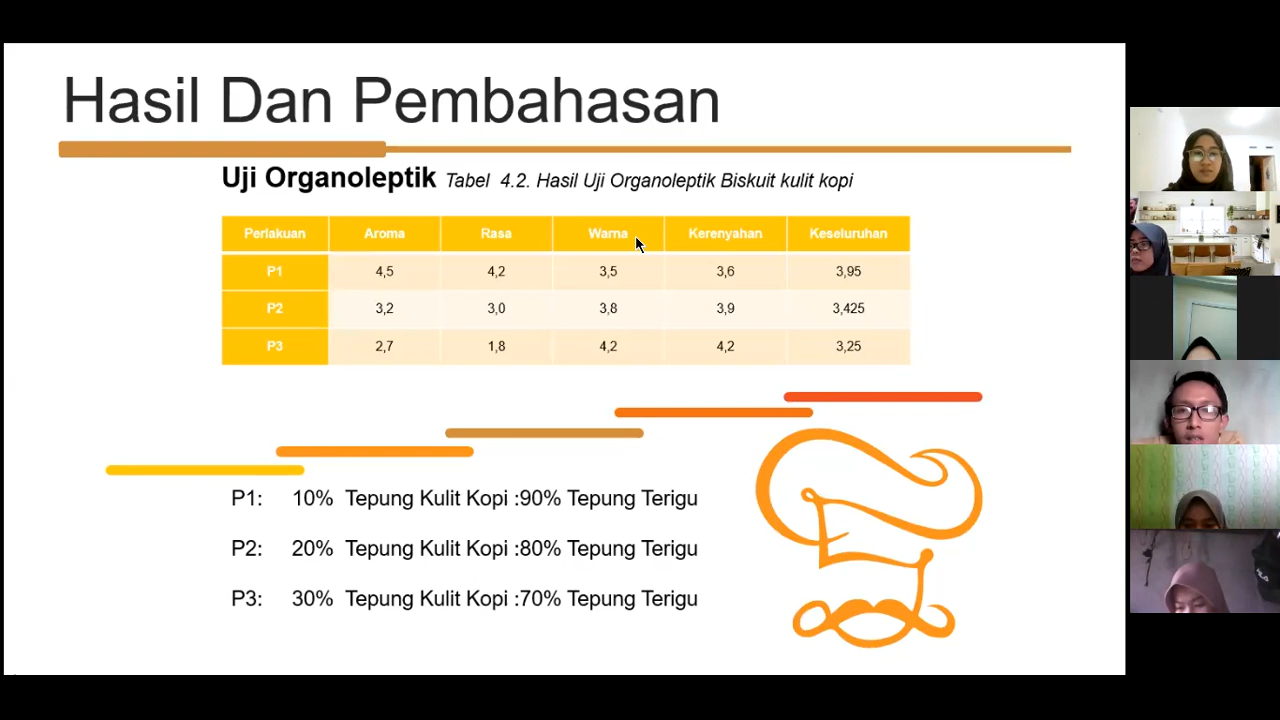 Hasil Dan Pembahasan
Uji Organoleptik Tabel 4.2. Hasil Uji Organoleptik Biskuit kulit kopi
Perlakuan Aroma Rasa Warna Kerenyahan Keseluruhan
P1 4,5 4,2 3,5 3,6 3,95
P2 3,2 3,0 3,8 3,9 3,425
P3 2,7 1,8 4,2 4,2 3,25
P1: 10% Tepung Kulit Kopi :90% Tepung Terigu
P2: 20% Tepung Kulit Kopi :80% Tepung Terigu
P3: 30% Tepung Kulit Kopi :70% Tepung Terigu
FILA